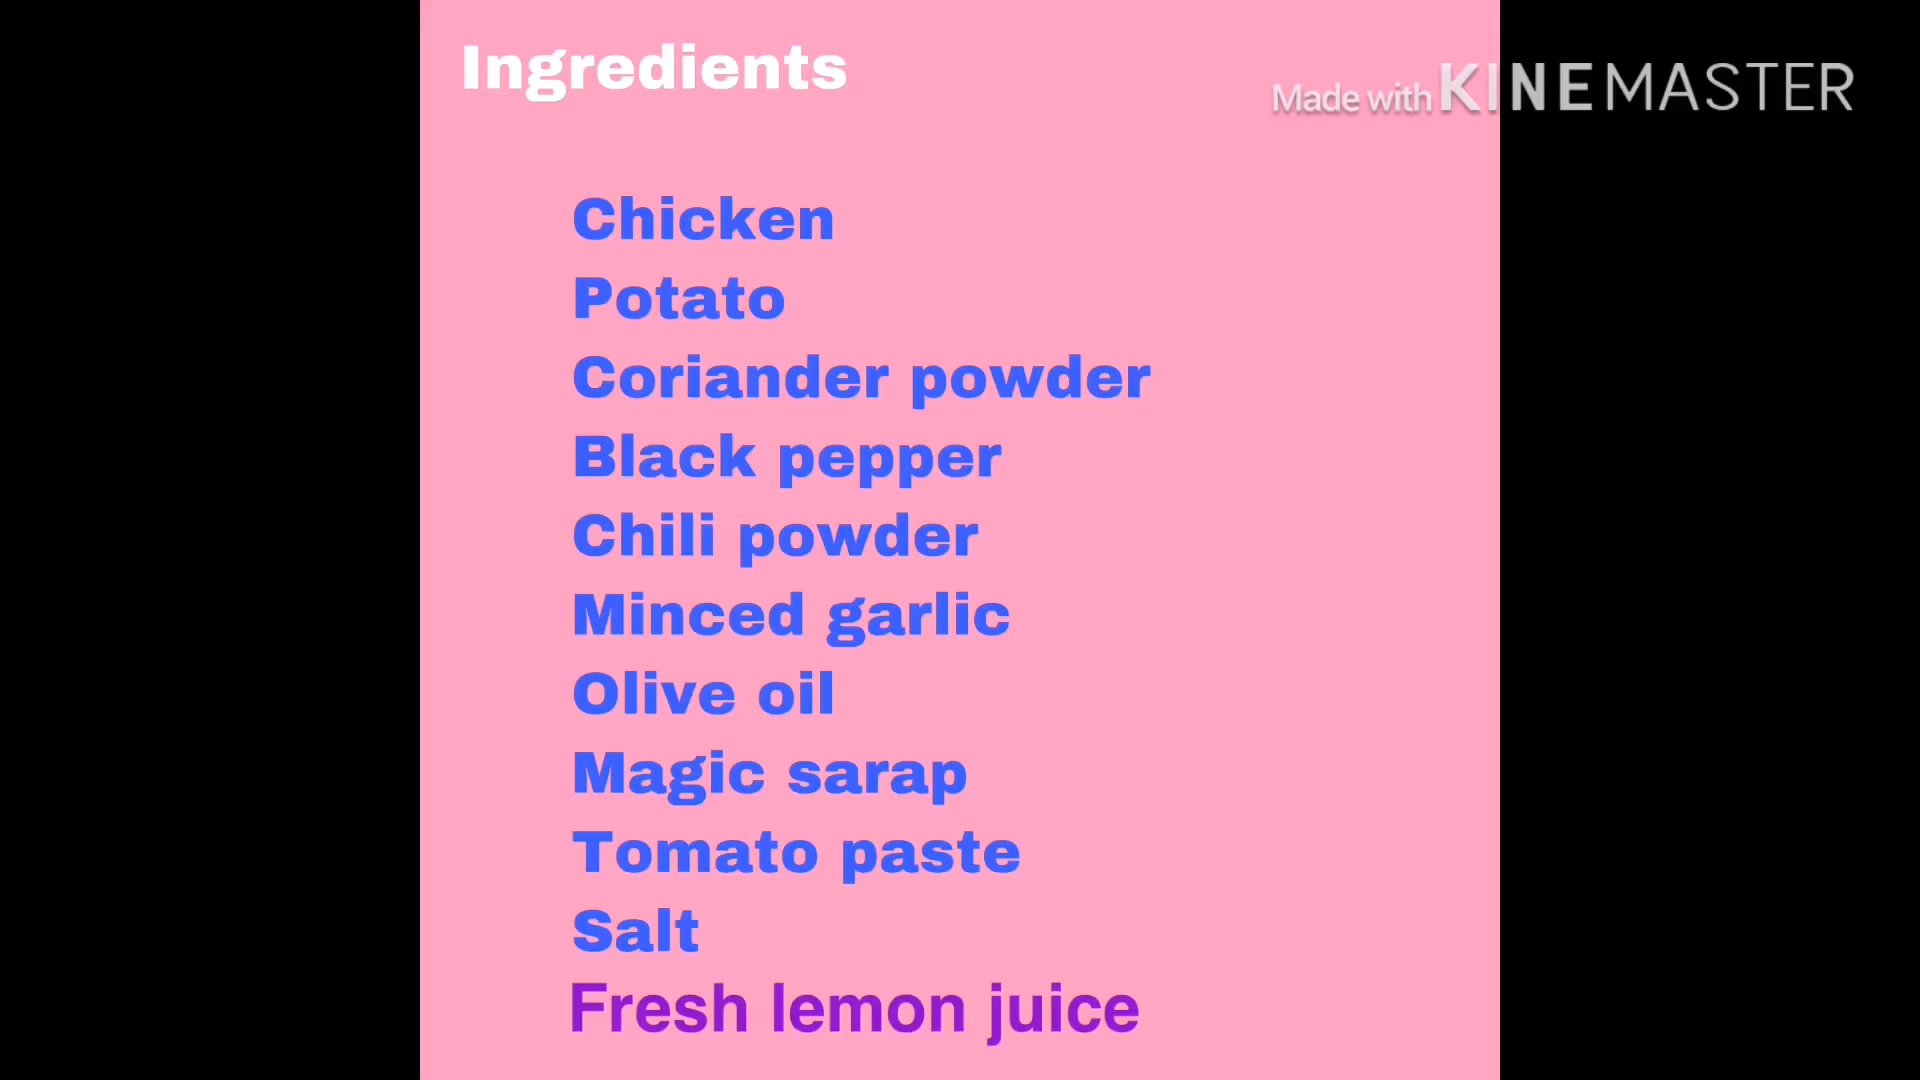 Ingredients
Made with KINEMASTER
Chicken
Potato
Coriander powder
Black pepper
Chili powder
Minced garlic
Olive oil
Magic sarap
Tomato paste
Salt
Fresh lemon juice